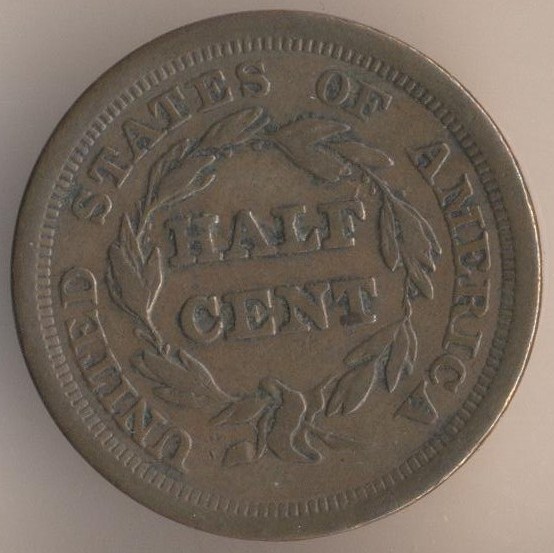 UNITED STATES OF AMERICA
HALF
CENT